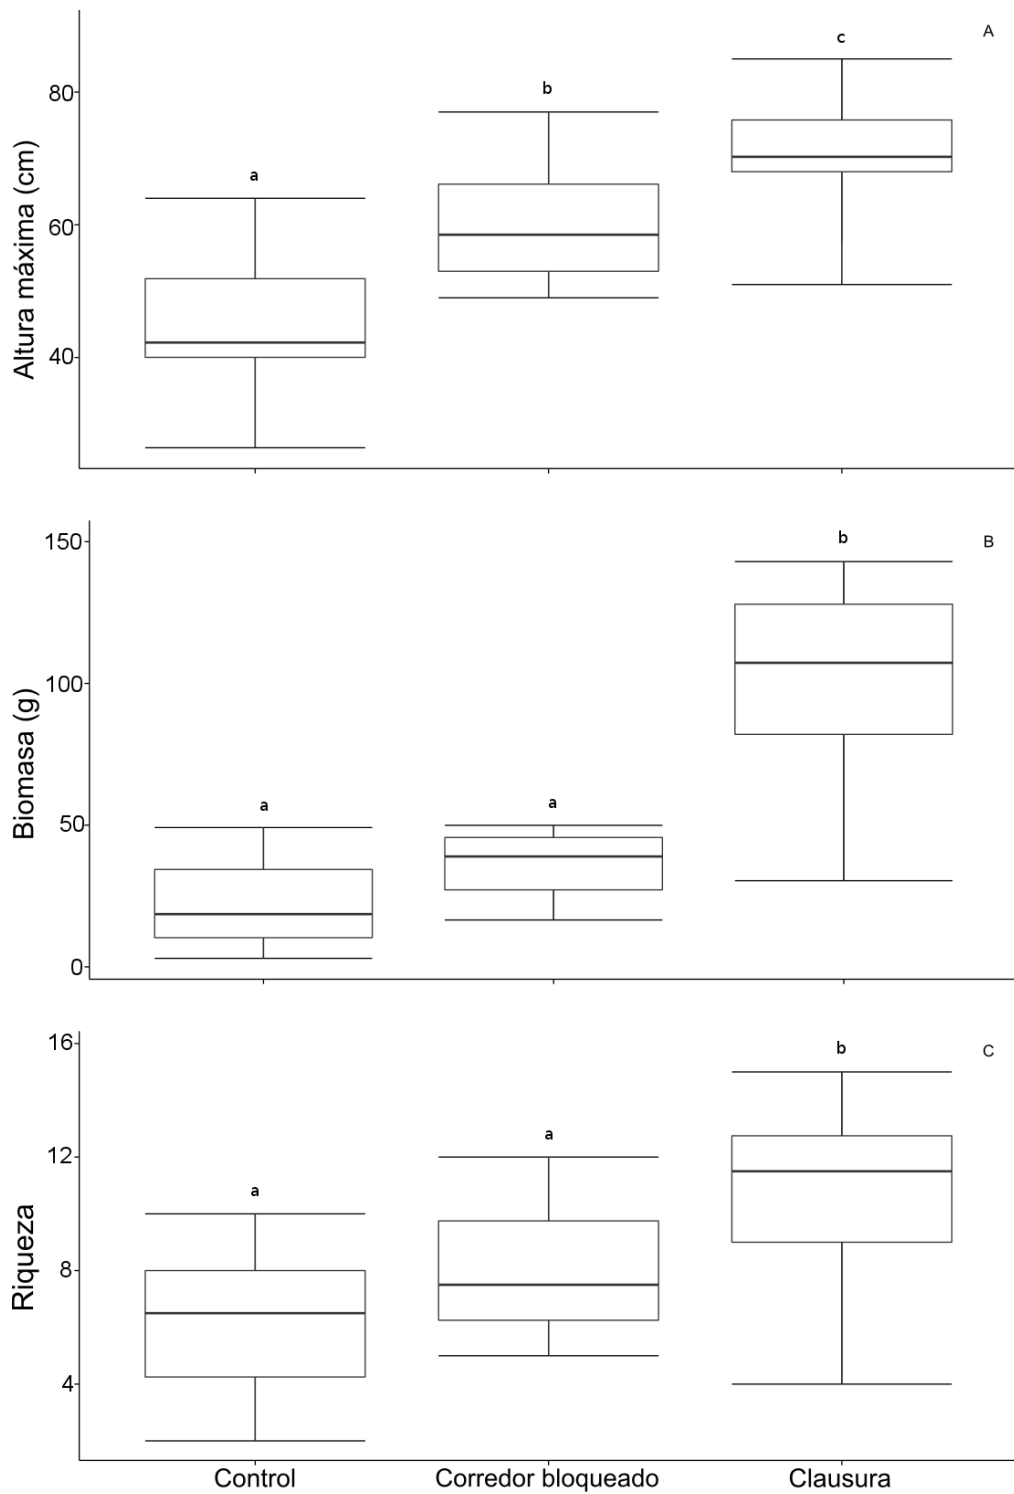 A
c
b
a
Altura máxima (cm)
80
60
40
B
b
a
a
Biomasa (g)
150
100
50
0
C
b
a
a
Riqueza
16
12
8
4
Control Corredor bloqueado Clausura